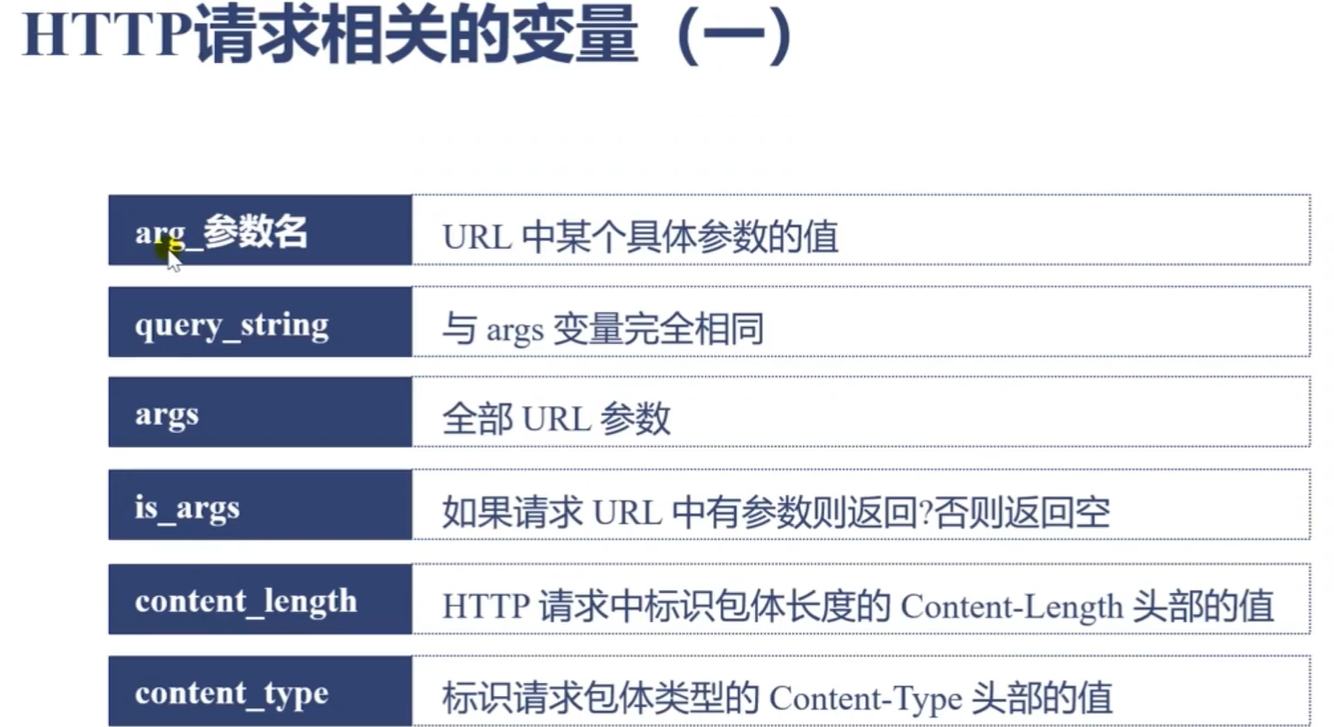 HTTP请求相关的变量（一）
arg_参数名 URL 中某个具体参数的值
query_string 与 args 变量完全相同
args 全部 URL 参数
is_args 如果请求 URL 中有参数则返回?否则返回空
content_length HTTP 请求中标识包体长度的 Content-Length 头部的值
content_type 标识请求包体类型的 Content-Type 头部的值